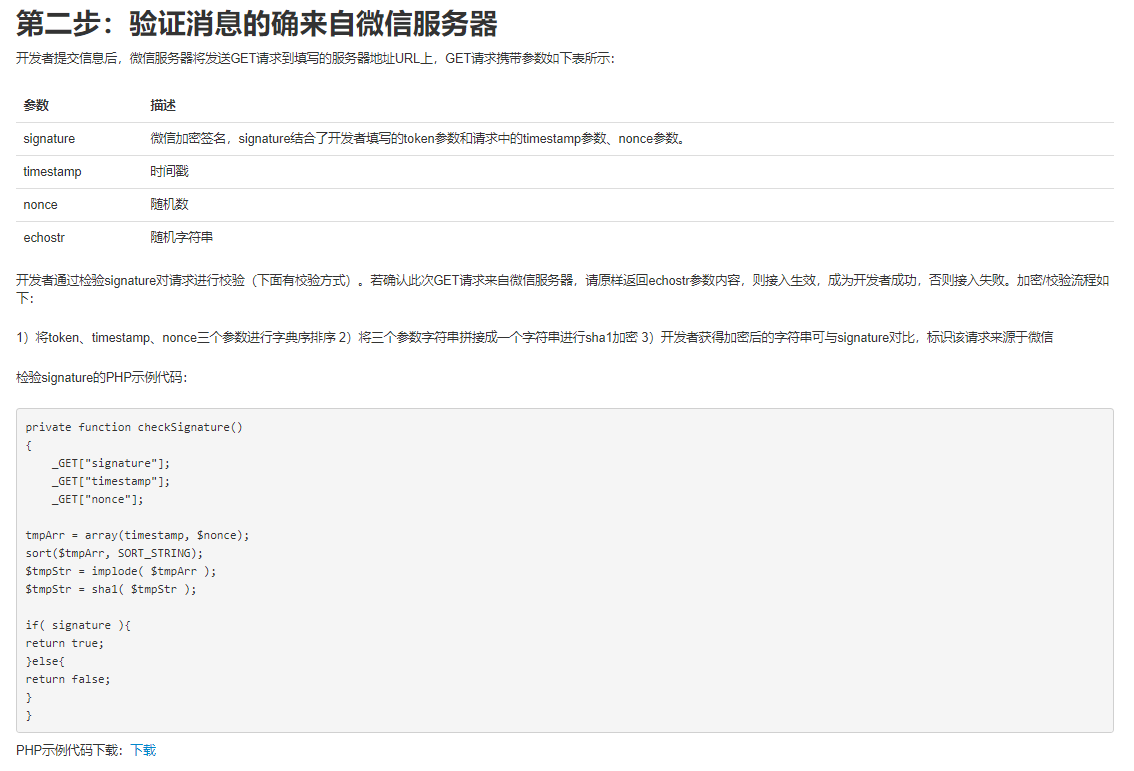 第二步：验证消息的确来自微信服务器
开发者提交信息后，微信服务器将发送GET请求到填写的服务器地址URL上，GET请求携带参数如下表所示：
参数 描述
signature 微信加密签名，signature结合了开发者填写的token参数和请求中的timestamp参数、nonce参数。
timestamp 时间戳
nonce 随机数
echostr 随机字符串
开发者通过检验signature对请求进行校验（下面有校验方式）。若确认此次GET请求来自微信服务器，请原样返回echostr参数内容，则接入生效，成为开发者成功，否则接入失败。加密/校验流程如
下：
1）将token、timestamp、nonce三个参数进行字典序排序 2）将三个参数字符串拼接成一个字符串进行sha1加密 3）开发者获得加密后的字符串可与signature对比，标识该请求来源于微信
检验signature的PHP示例代码：
private function checkSignature()
{
    _GET["signature"];
    _GET["timestamp"];
    _GET["nonce"];
tmpArr = array(timestamp, $nonce);
sort($tmpArr, SORT_STRING);
$tmpStr = implode( $tmpArr );
$tmpStr = sha1( $tmpStr );
if( signature ){
return true;
}else{
return false;
}
}
PHP示例代码下载：下载